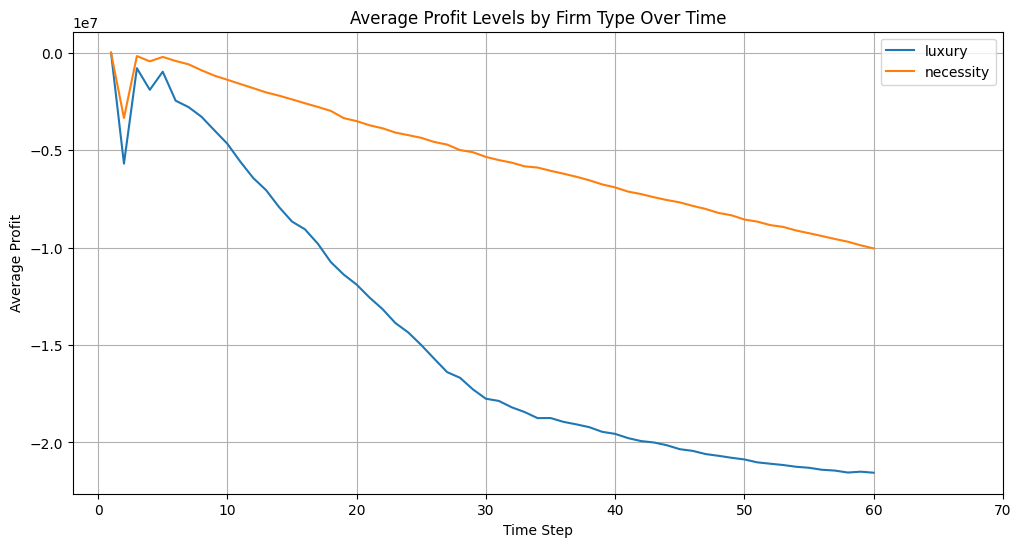 Average Profit Levels by Firm Type Over Time
1e7
0.0
−0.5
−1.0
−1.5
−2.0
Average Profit
luxury
necessity
0 10 20 30 40 50 60 70
Time Step